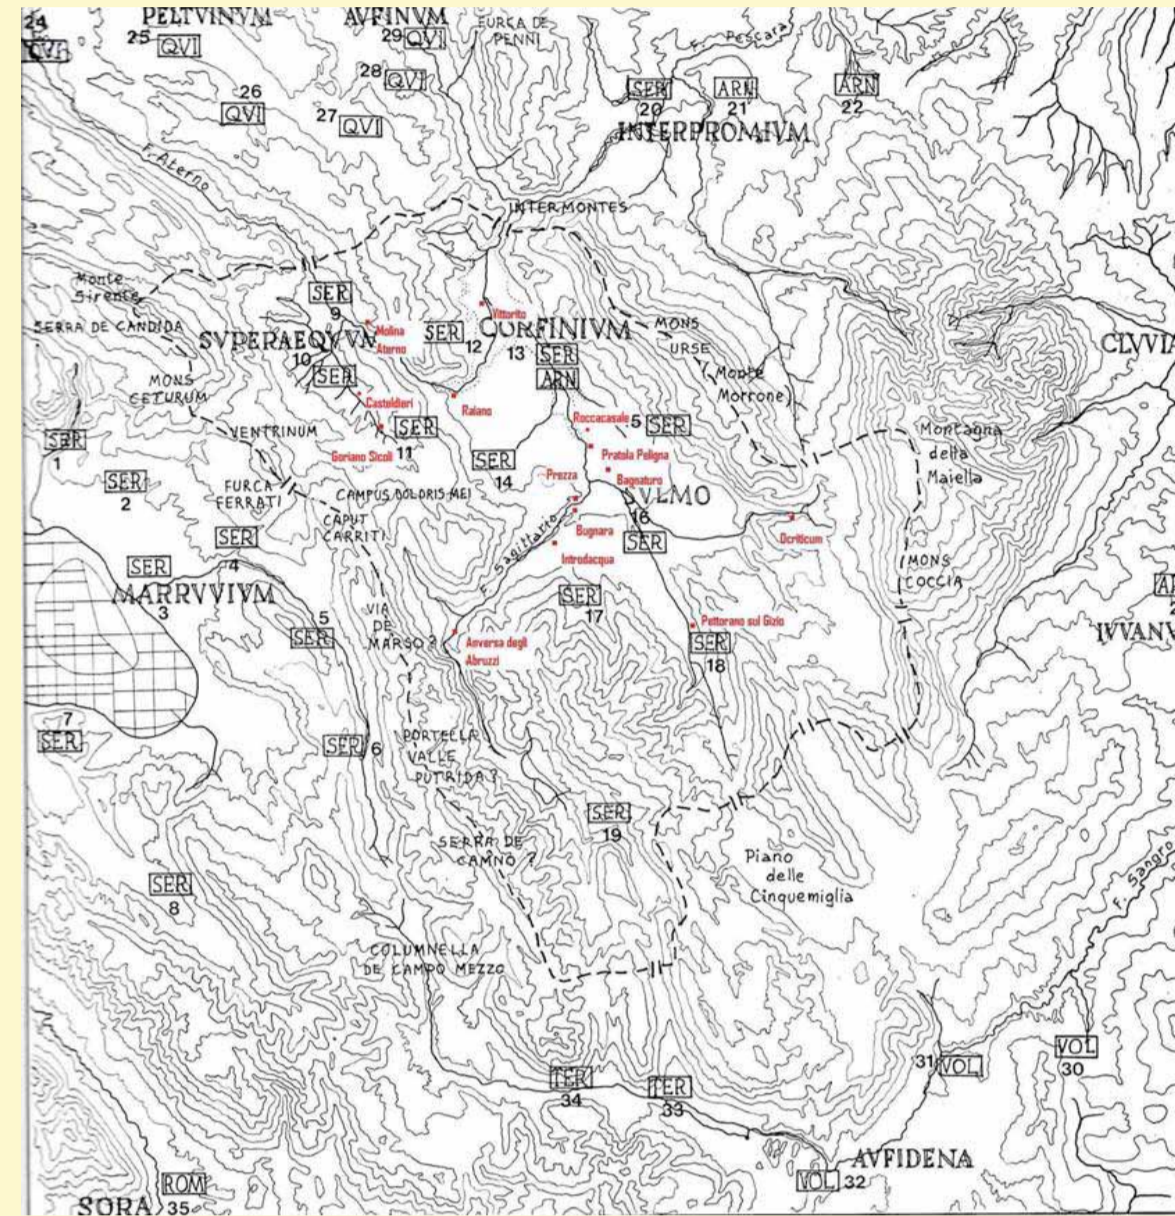 24
PELTVINVM
AVFINVM
FURCA DE
PENNI
25
QVI
29
QVI
QVI
F. Pescara
28
QVI
26
QVI
27
QVI
SER
20
ARN
21
ARN
22
INTERPROMIVM
F. Aterno
INTERMONTES
Monte
Sirente
SER
9
SERRA DE CANDIDA
Molina
Aterno
Vittorito
SER
12
CORFINIVM
13
SER
ARN
MONS
URSE
(Monte
Morrone)
CLVVIA
SVPERAEQVVM
10
SER
MONS
CETURUM
Casteldieri
Raiano
VENTRINUM
SER
11
Goriano Sicoli
Roccacasale
5
SER
Pratola Peligna
Bagnaturo
Montagna
della
Maiella
SER
1
SER
2
FURCA
FERRATI
CAMPUS DOLORIS MEI
SER
14
Prezza
SVLMO
16
SER
CAPUT
CARRITI
F. Sagittario
Bugnara
Introdacqua
Ocriticum
SER
4
SER
3
MARRVVIVM
5
SER
MONS
COCCIA
VIA
DE
MARSO ?
SER
17
Anversa degli
Abruzzi
Pettorano sul Gizio
SER
18
IVVANV
7
SER
SER
6
PORTELLA
VALLE
PUTRIDA ?
SER
19
SERRA DE
CAMNO ?
Piano
delle
Cinquemiglia
SER
8
F. Sangro
COLUMNELLA
DE CAMPO MEZZO
TER
34
TER
33
31
VOL
VOL
30
AVFIDENA
VOL
32
ROM
SORA
35